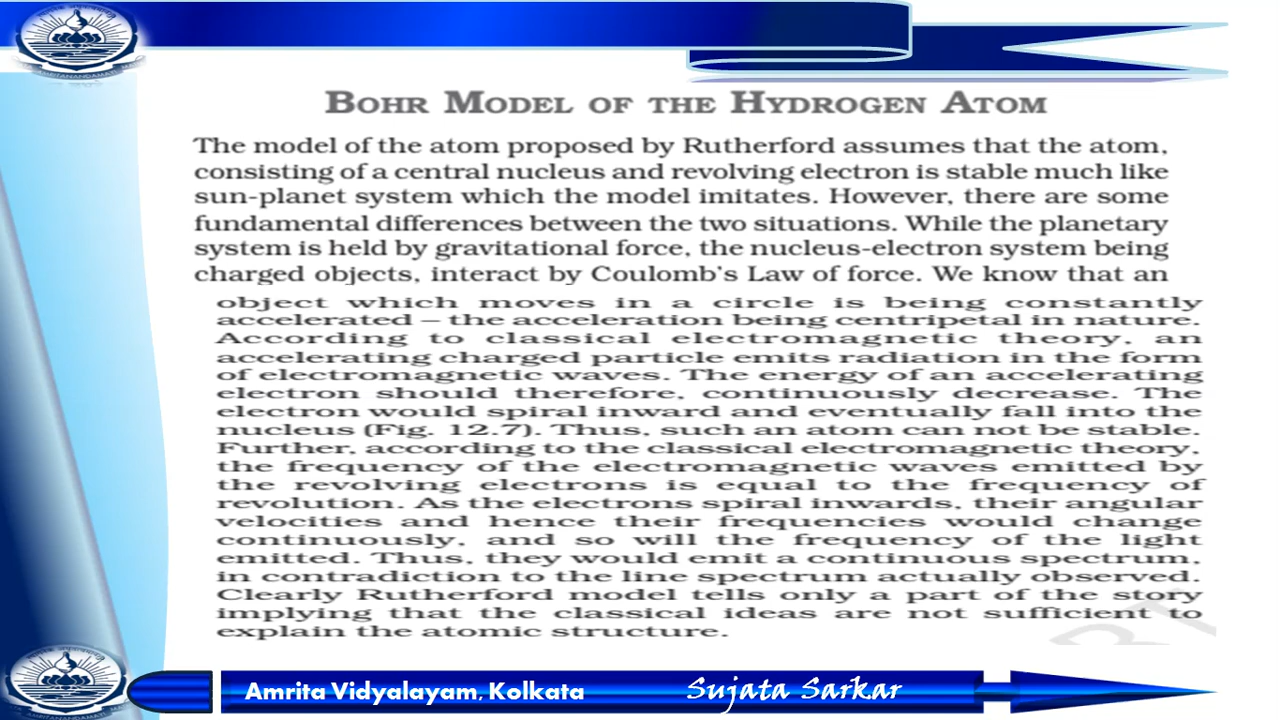 BOHR MODEL OF THE HYDROGEN ATOM
The model of the atom proposed by Rutherford assumes that the atom,
consisting of a central nucleus and revolving electron is stable much like
sun-planet system which the model imitates. However, there are some
fundamental differences between the two situations. While the planetary
system is held by gravitational force, the nucleus-electron system being
charged objects, interact by Coulomb's Law of force. We know that an
object which moves in a circle is being constantly
accelerated – the acceleration being centripetal in nature.
According to classical electromagnetic theory, an
accelerating charged particle emits radiation in the form
of electromagnetic waves. The energy of an accelerating
electron should therefore, continuously decrease. The
electron would spiral inward and eventually fall into the
nucleus (Fig. 12.7). Thus, such an atom can not be stable.
Further, according to the classical electromagnetic theory,
the frequency of the electromagnetic waves emitted by
the revolving electrons is equal to the frequency of
revolution. As the electrons spiral inwards, their angular
velocities and hence their frequencies would change
continuously, and so will the frequency of the light
emitted. Thus, they would emit a continuous spectrum,
in contradiction to the line spectrum actually observed.
Clearly Rutherford model tells only a part of the story
implying that the classical ideas are not sufficient to
explain the atomic structure.
Amrita Vidyalayam, Kolkata
Sujata Sarkar